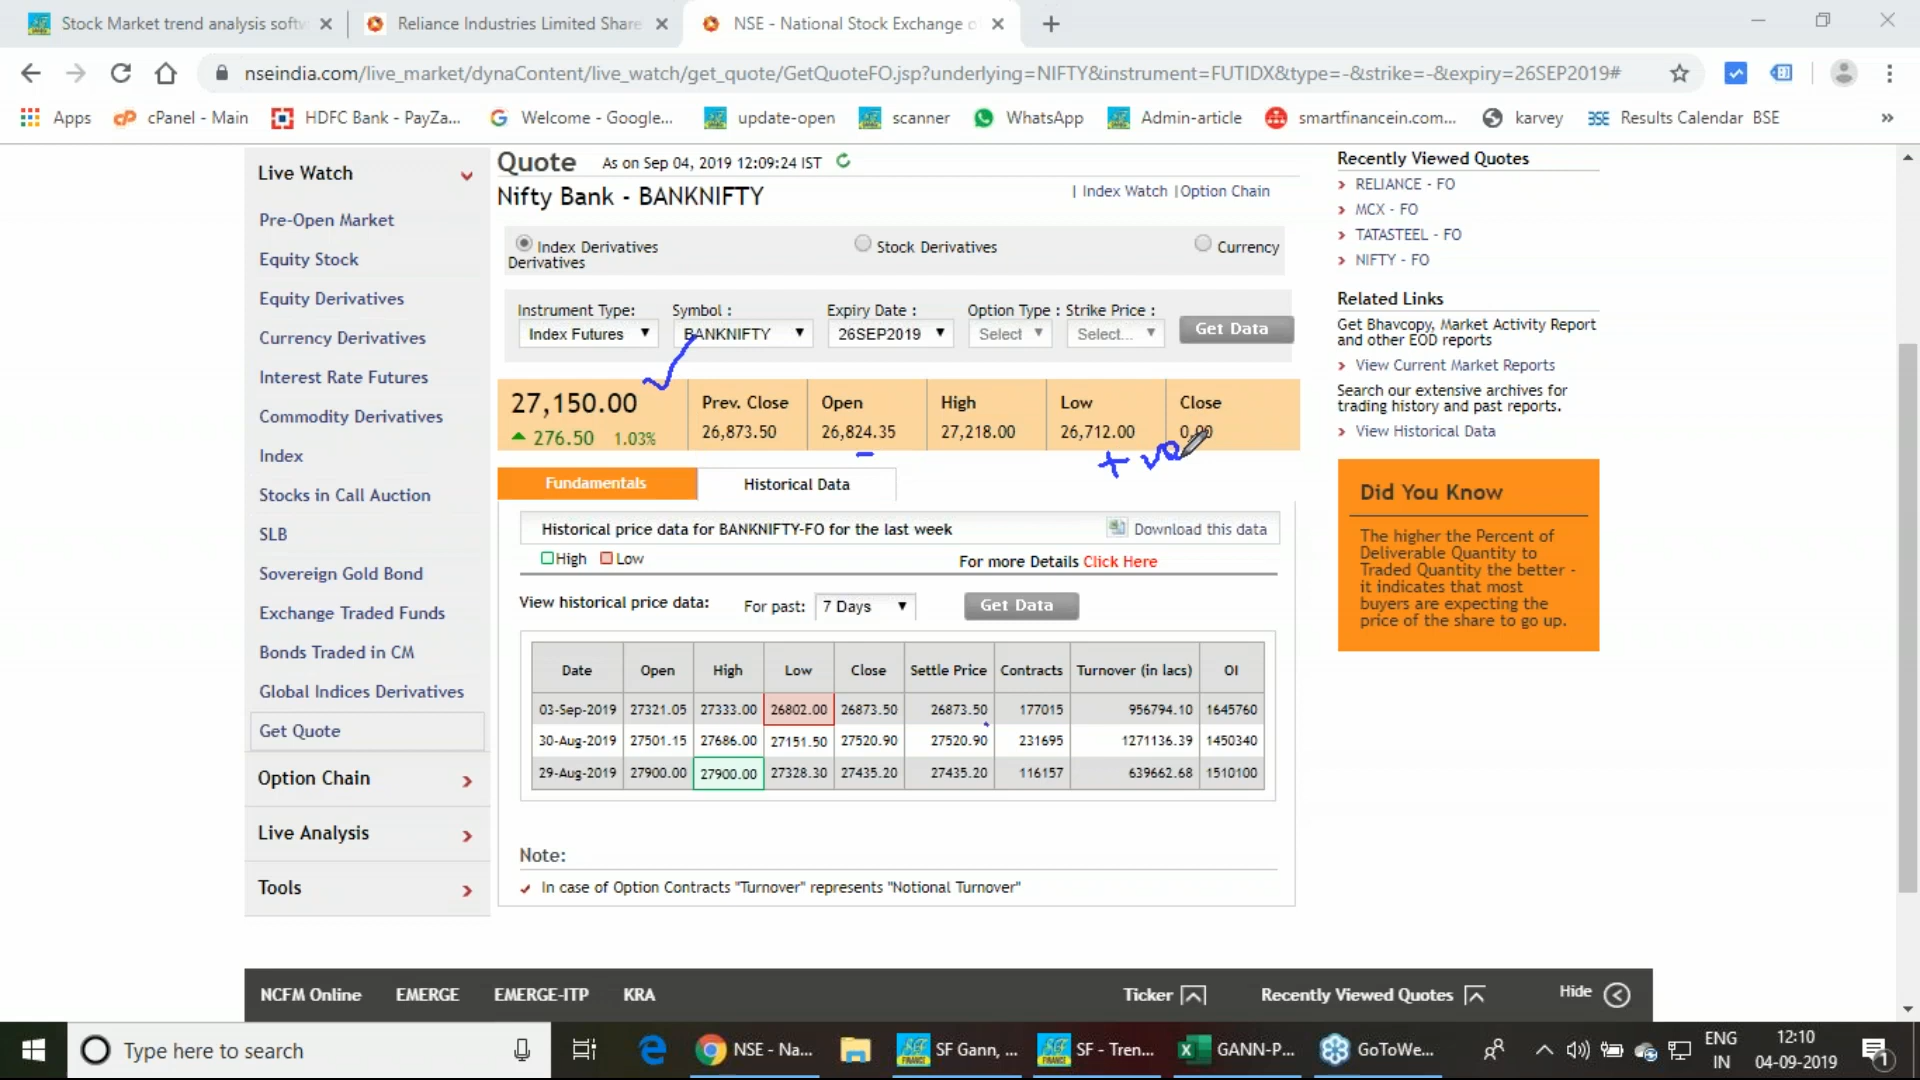 Stock Market trend analysis softw
Reliance Industries Limited Share
NSE - National Stock Exchange o
nseindia.com/live_market/dynaContent/live_watch/get_quote/GetQuoteFO.jsp?underlying=NIFTY&instrument=FUTIDX&type=-&strike=-&expiry=26SEP2019#
Apps
cPanel - Main
HDFC Bank - PayZa...
Welcome - Google...
update-open
scanner
WhatsApp
Admin-article
smartfinancein.com...
karvey
BSE Results Calendar BSE
»
Live Watch
Pre-Open Market
Equity Stock
Equity Derivatives
Currency Derivatives
Interest Rate Futures
Commodity Derivatives
Index
Stocks in Call Auction
SLB
Sovereign Gold Bond
Exchange Traded Funds
Bonds Traded in CM
Global Indices Derivatives
Get Quote
Option Chain
Live Analysis
Tools
Quote As on Sep 04, 2019 12:09:24 IST
Nifty Bank - BANKNIFTY
| Index Watch |Option Chain
Index Derivatives Stock Derivatives Currency
Derivatives
Instrument Type: Symbol : Expiry Date : Option Type : Strike Price :
Index Futures BANKNIFTY 26SEP2019 Select Select... Get Data
27,150.00 Prev. Close Open High Low Close
276.50 1.03% 26,873.50 26,824.35 27,218.00 26,712.00 0.00
- + ve
Fundamentals Historical Data
Historical price data for BANKNIFTY-FO for the last week Download this data
High Low For more Details Click Here
View historical price data: For past: 7 Days Get Data
Date Open High Low Close Settle Price Contracts Turnover (in lacs) OI
03-Sep-2019 27321.05 27333.00 26802.00 26873.50 26873.50 177015 956794.10 1645760
30-Aug-2019 27501.15 27686.00 27151.50 27520.90 27520.90 231695 1271136.39 1450340
29-Aug-2019 27900.00 27900.00 27328.30 27435.20 27435.20 116157 639662.68 1510100
Note:
In case of Option Contracts "Turnover" represents "Notional Turnover"
Recently Viewed Quotes
RELIANCE - FO
MCX - FO
TATASTEEL - FO
NIFTY - FO
Related Links
Get Bhavcopy, Market Activity Report
and other EOD reports
View Current Market Reports
Search our extensive archives for
trading history and past reports.
View Historical Data
Did You Know
The higher the Percent of
Deliverable Quantity to
Traded Quantity the better -
it indicates that most
buyers are expecting the
price of the share to go up.
NCFM Online EMERGE EMERGE-ITP KRA Ticker Recently Viewed Quotes Hide
Type here to search
NSE - Na...
SF Gann, ...
SF - Tren...
GANN-P...
GoToWe...
ENG
IN
12:10
04-09-2019
1